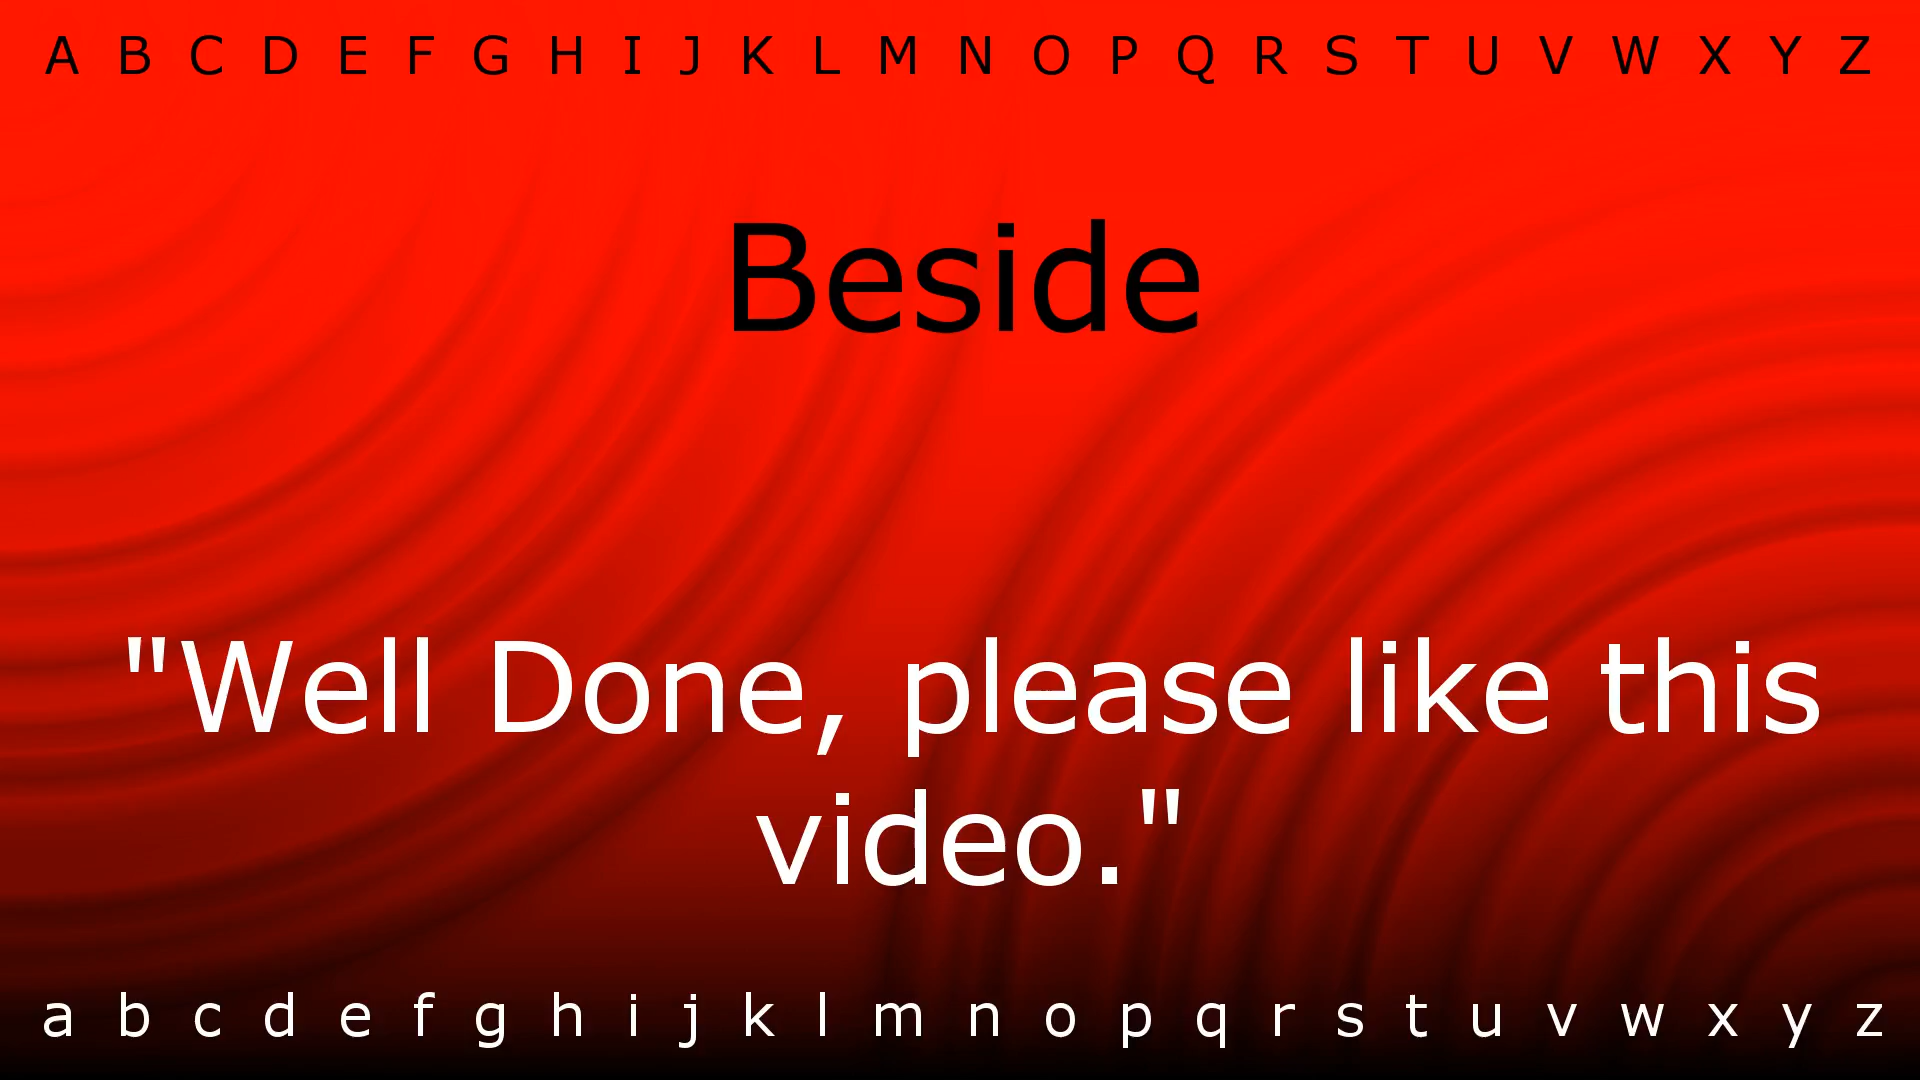 A B C D E F G H I J K L M N O P Q R S T U V W X Y Z
Beside
"Well Done, please like this
video."
a b c d e f g h i j k l m n o p q r s t u v w x y z